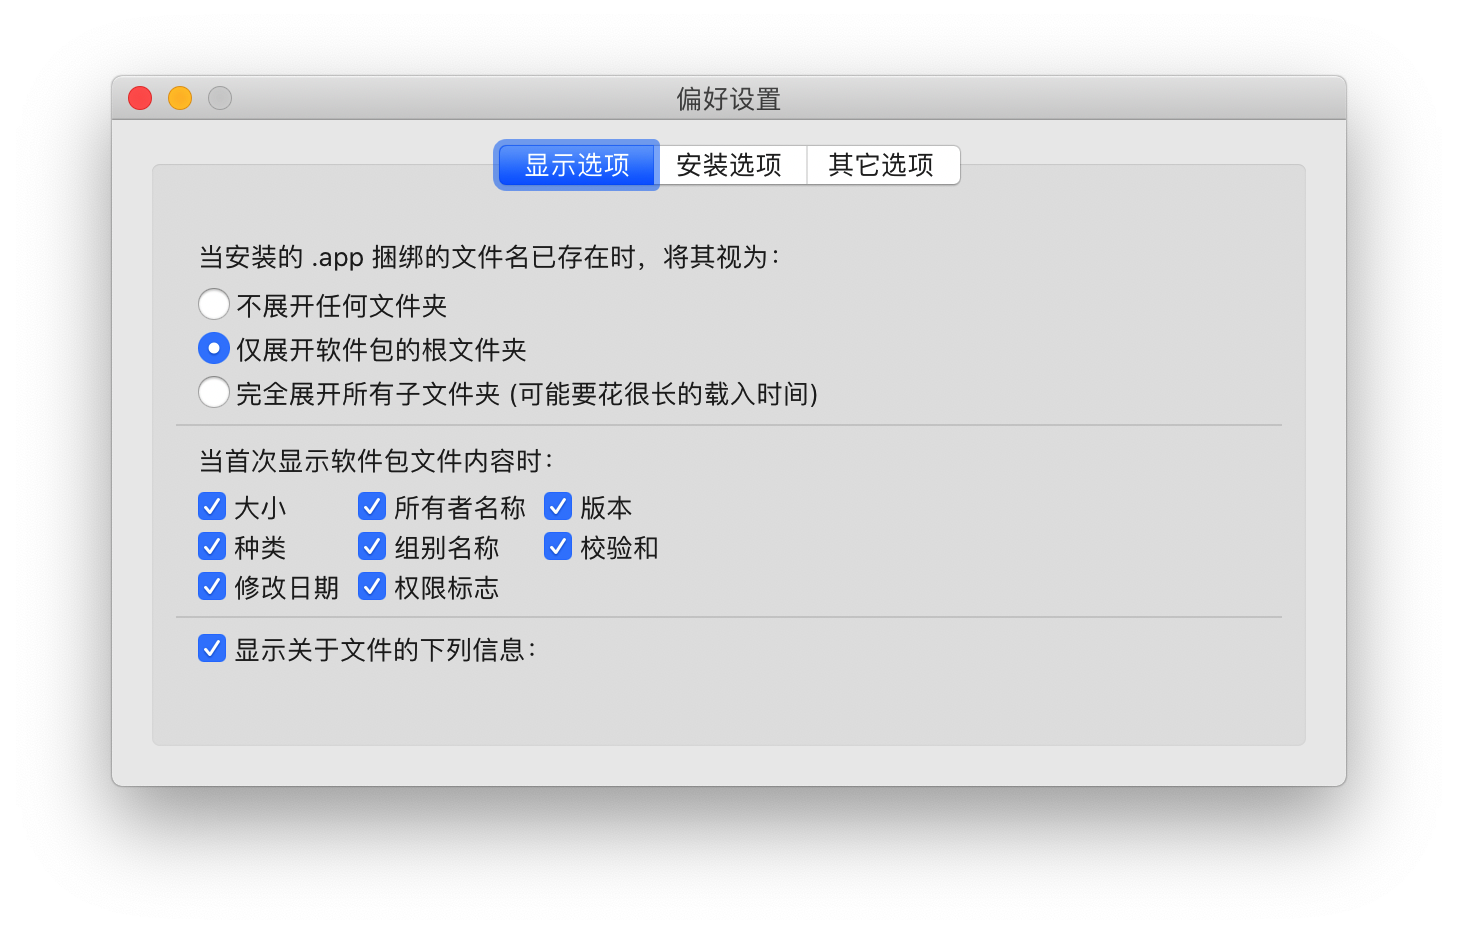 偏好设置
显示选项 安装选项 其它选项
当安装的 .app 捆绑的文件名已存在时，将其视为：
不展开任何文件夹
仅展开软件包的根文件夹
完全展开所有子文件夹 (可能要花很长的载入时间)
当首次显示软件包文件内容时：
大小 所有者名称 版本
种类 组别名称 校验和
修改日期 权限标志
显示关于文件的下列信息：